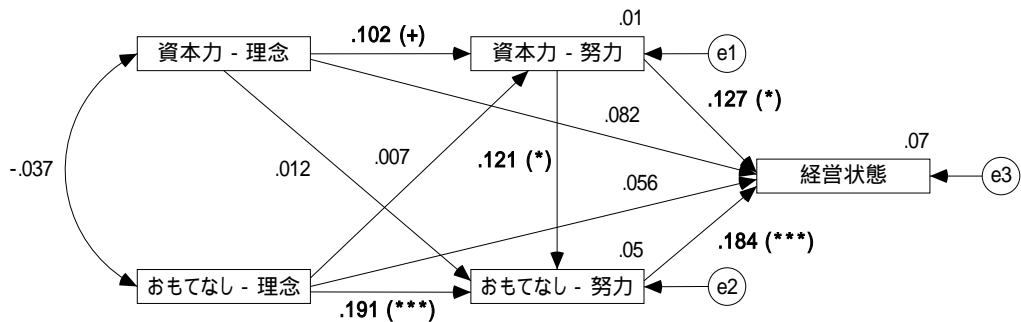 .01
.102 (+)
資本力 - 理念
資本力 - 努力
e1
.127 (*)
.082
-.037
.012
.007
.121 (*)
.07
経営状態
e3
.056
.05
.184 (***)
おもてなし - 理念
.191 (***)
おもてなし - 努力
e2